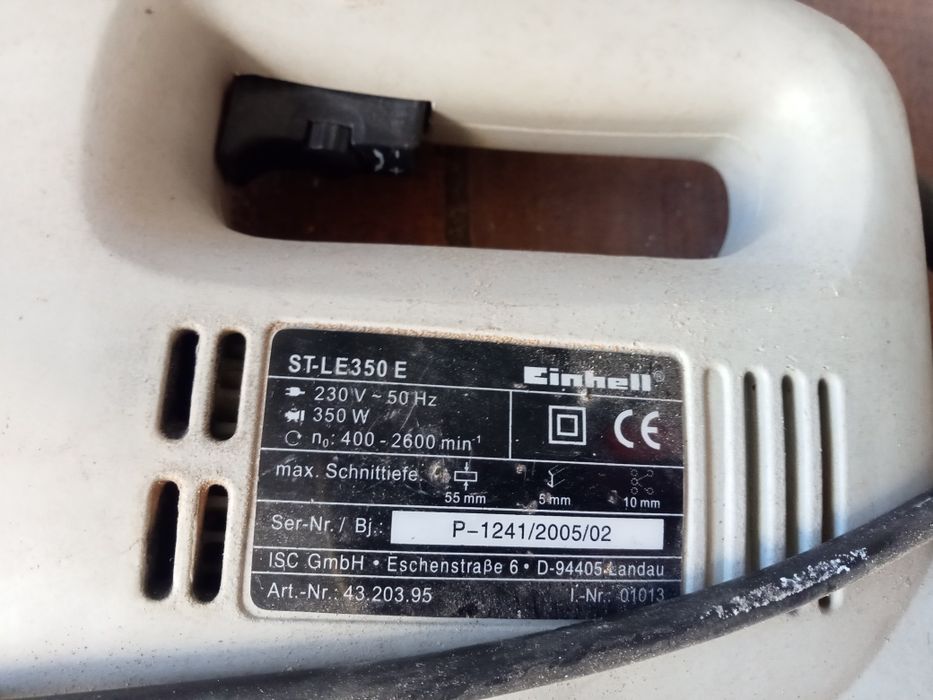 ST-LE350 E
Einhell®
230 V ~ 50 Hz
350 W
n₀: 400 - 2600 min⁻¹
CE
max. Schnittiefe:
55 mm
5 mm
10 mm
Ser-Nr. / Bj.: P-1241/2005/02
ISC GmbH • Eschenstraße 6 • D-94405 Landau
Art.-Nr.: 43.203.95 I.-Nr.: 01013